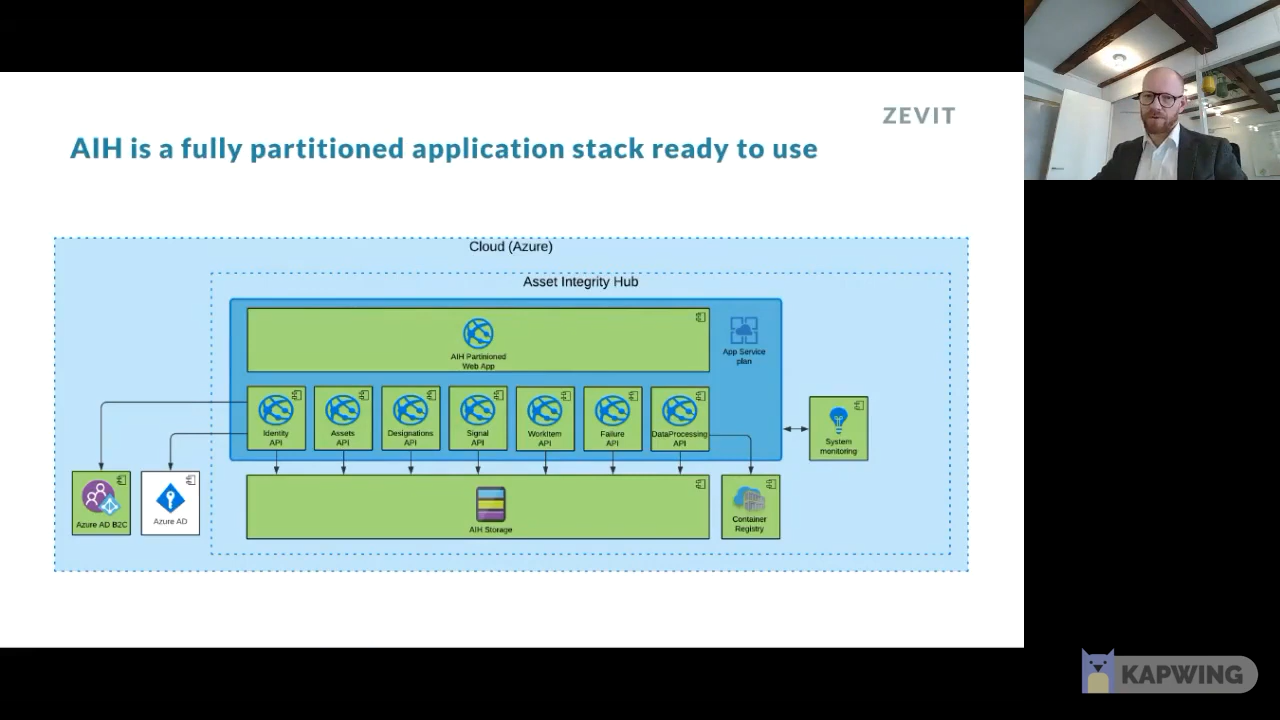 ZEVIT
AIH is a fully partitioned application stack ready to use
Cloud (Azure)
Asset Integrity Hub
AIH Partinioned
Web App
App Service
plan
Identity
API
Assets
API
Designations
API
Signal
API
WorkItem
API
Failure
API
DataProcessing
API
System
monitoring
Azure AD B2C
Azure AD
AIH Storage
Container
Registry
KAPWING